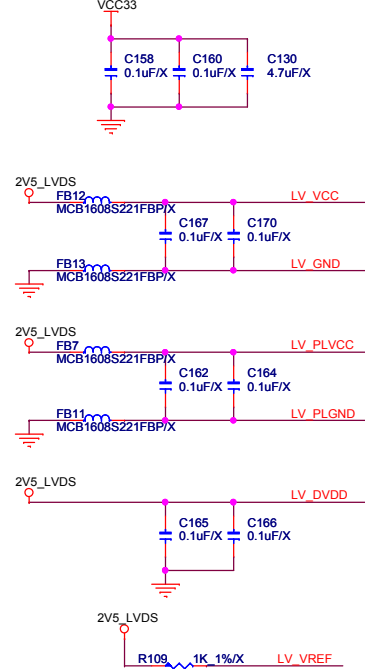 VCC33
C158
0.1uF/X
C160
0.1uF/X
C130
4.7uF/X
2V5_LVDS
FB12
MCB1608S221FBP/X
LV_VCC
C167
0.1uF/X
C170
0.1uF/X
FB13
MCB1608S221FBP/X
LV_GND
2V5_LVDS
FB7
MCB1608S221FBP/X
LV_PLVCC
C162
0.1uF/X
C164
0.1uF/X
FB11
MCB1608S221FBP/X
LV_PLGND
2V5_LVDS
LV_DVDD
C165
0.1uF/X
C166
0.1uF/X
2V5_LVDS
R109 1K_1%/X LV_VREF